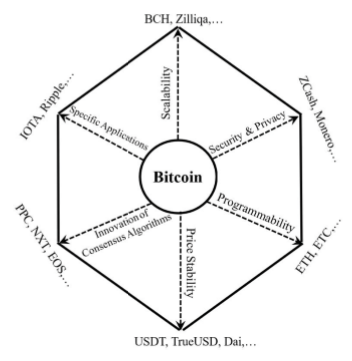 BCH, Zilliqa,...
Scalability
ZCash, Monero,...
Security & Privacy
IOTA, Ripple,...
Specific Applications
Bitcoin
Programmability
ETH, ETC,...
PPC, NXT, EOS,...
Innovation of
Consensus Algorithms
Price Stability
USDT, TrueUSD, Dai,...